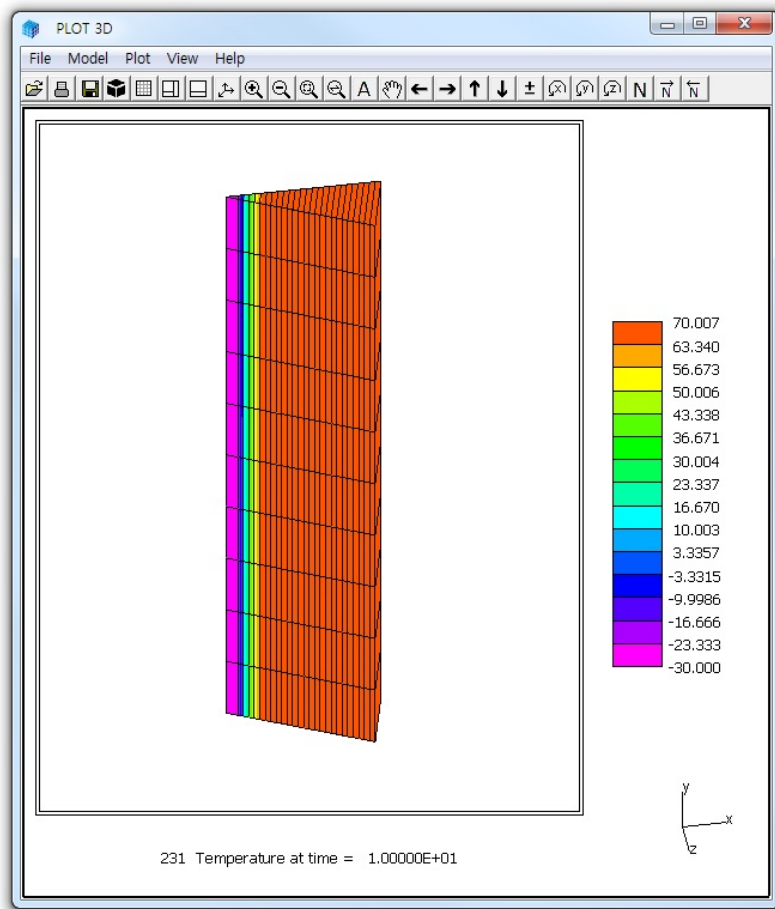 PLOT 3D
File Model Plot View Help
A N N N
70.007
63.340
56.673
50.006
43.338
36.671
30.004
23.337
16.670
10.003
3.3357
-3.3315
-9.9986
-16.666
-23.333
-30.000
y
x
z
231 Temperature at time = 1.00000E+01